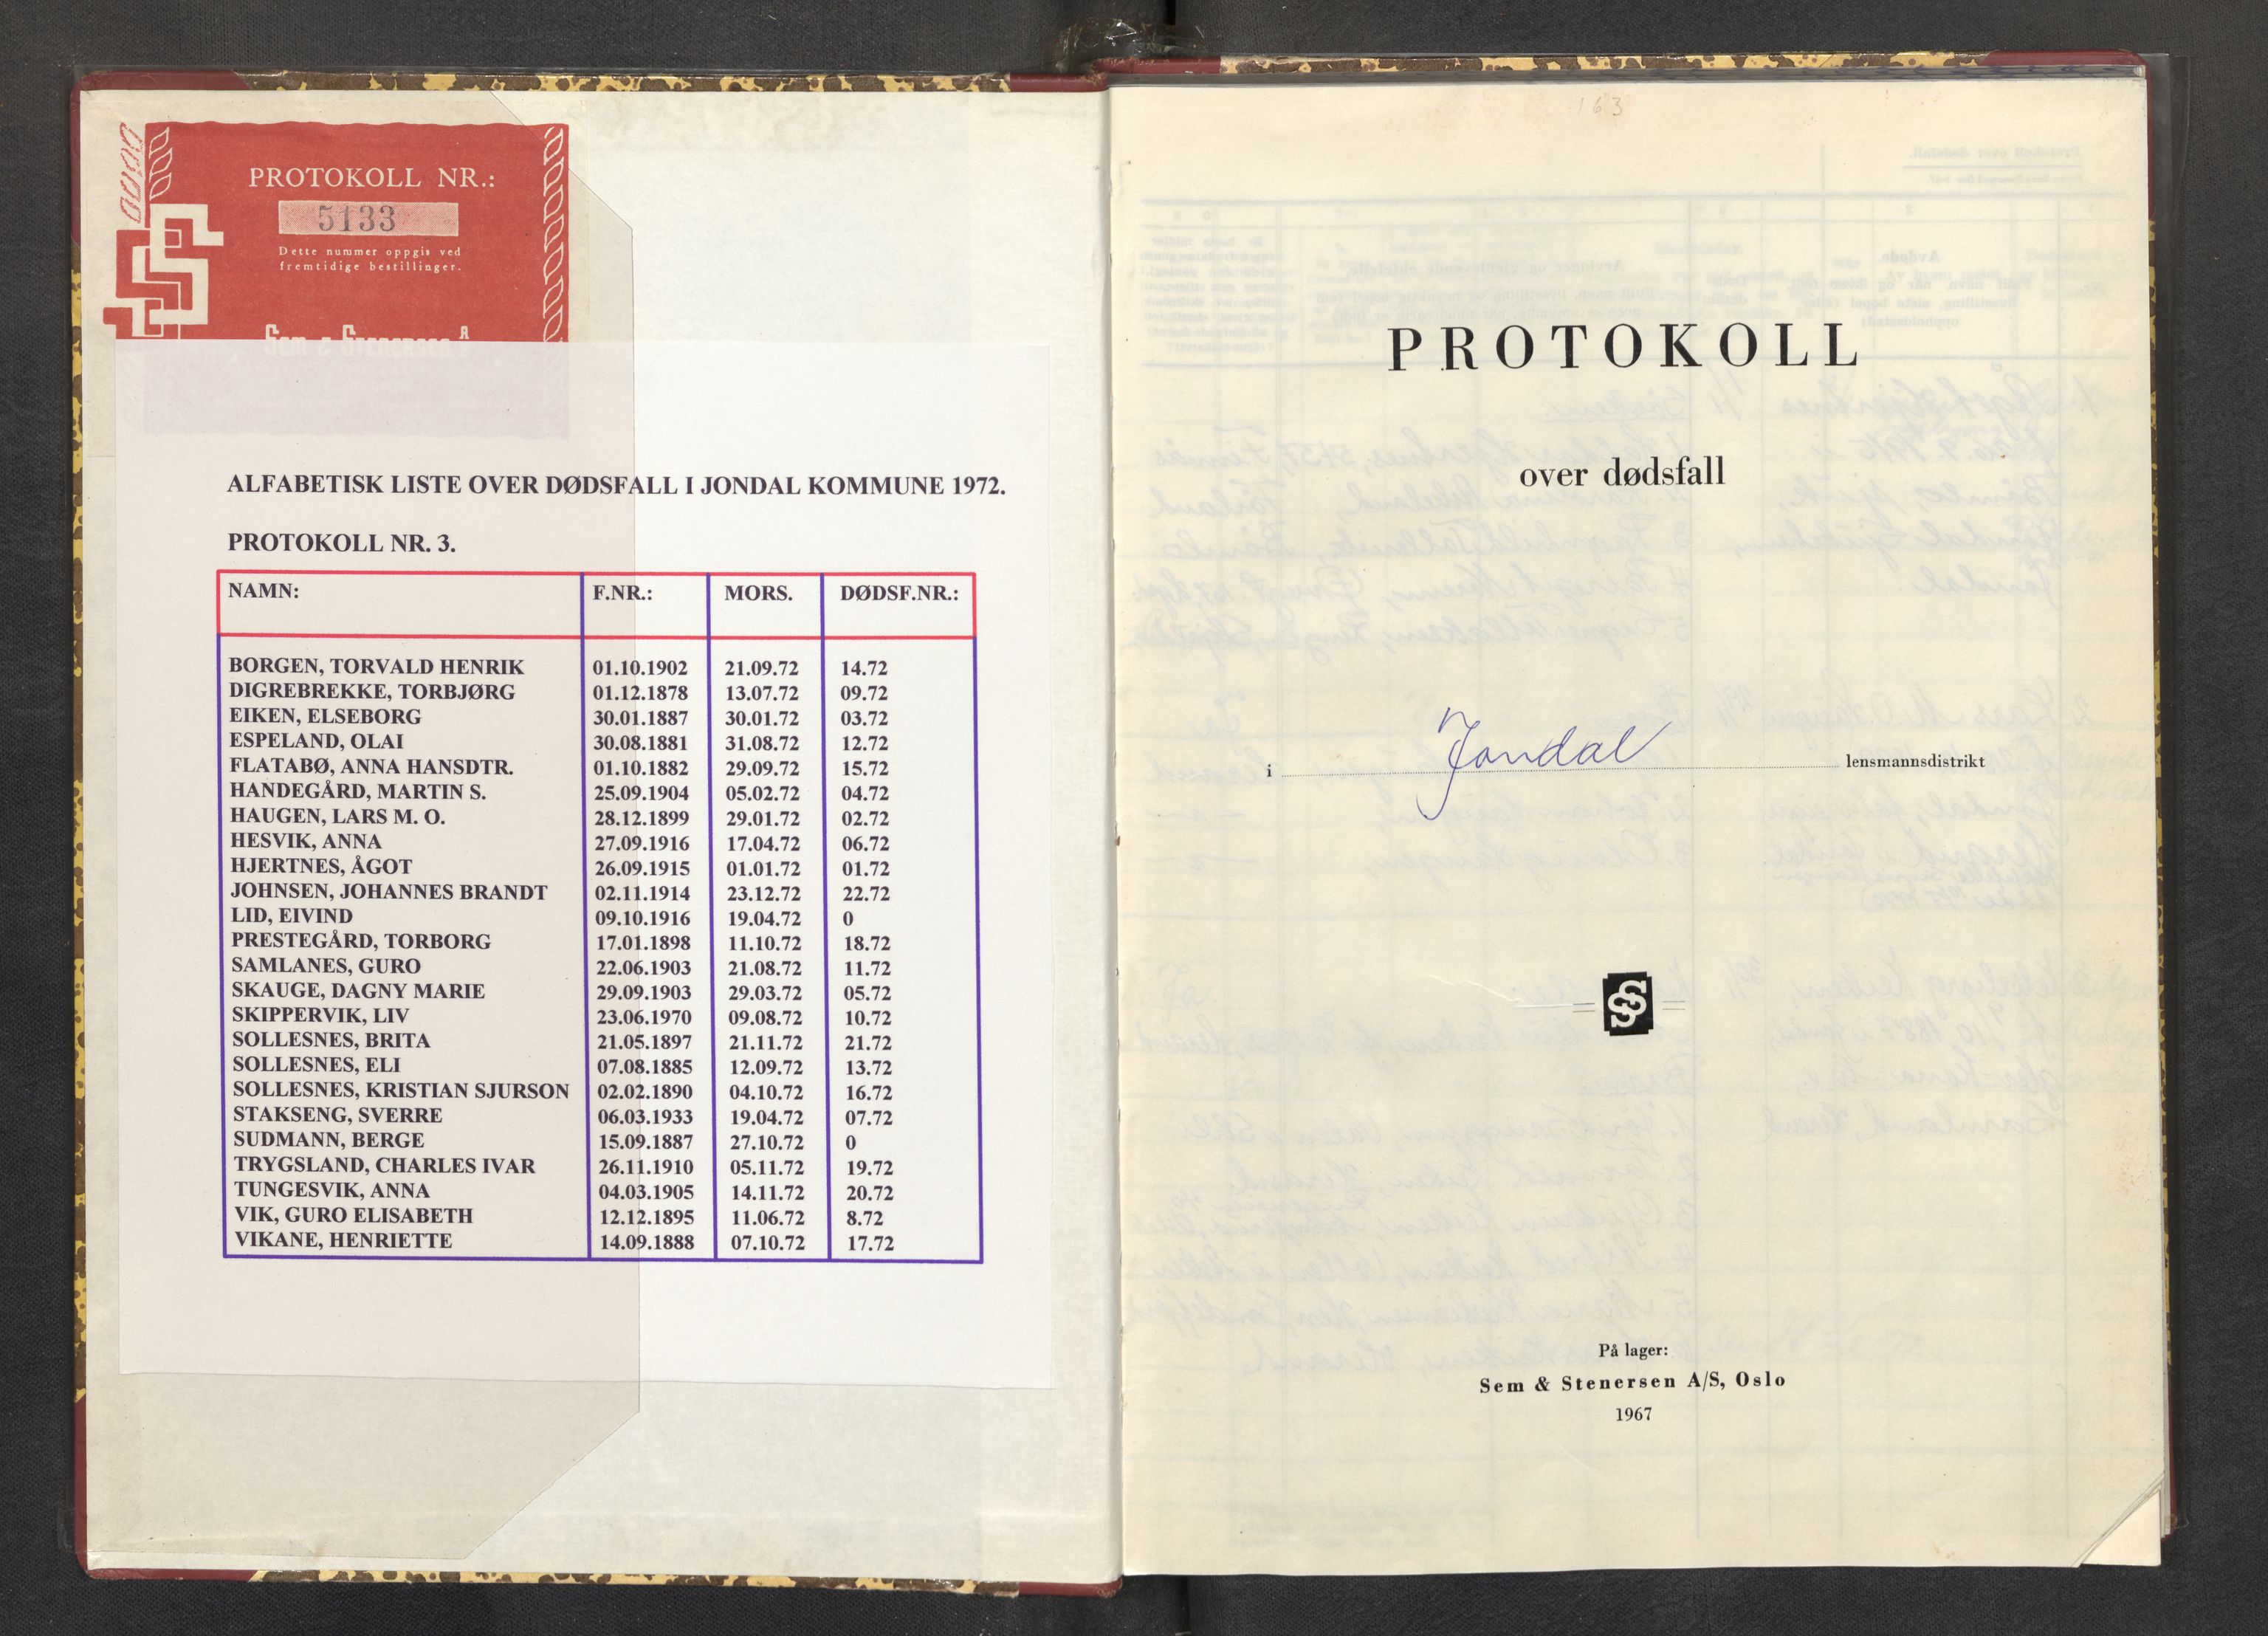 PROTOKOLL NR.:
5133
Dette nummer oppgis ved
fremtidige bestillinger.
Sem & Stenersen A
S
ALFABETISK LISTE OVER DØDSFALL I JONDAL KOMMUNE 1972.
PROTOKOLL NR. 3.
NAMN: F.NR.: MORS. DØDSF.NR.:
BORGEN, TORVALD HENRIK 01.10.1902 21.09.72 14.72
DIGREBREKKE, TORBJØRG 01.12.1878 13.07.72 09.72
EIKEN, ELSEBORG 30.01.1887 30.01.72 03.72
ESPELAND, OLAI 30.08.1881 31.08.72 12.72
FLATABØ, ANNA HANSDTR. 01.10.1882 29.09.72 15.72
HANDEGÅRD, MARTIN S. 25.09.1904 05.02.72 04.72
HAUGEN, LARS M. O. 28.12.1899 29.01.72 02.72
HESVIK, ANNA 27.09.1916 17.04.72 06.72
HJERTNES, ÅGOT 26.09.1915 01.01.72 01.72
JOHNSEN, JOHANNES BRANDT 02.11.1914 23.12.72 22.72
LID, EIVIND 09.10.1916 19.04.72 0
PRESTEGÅRD, TORBORG 17.01.1898 11.10.72 18.72
SAMLANES, GURO 22.06.1903 21.08.72 11.72
SKAUGE, DAGNY MARIE 29.09.1903 29.03.72 05.72
SKIPPERVIK, LIV 23.06.1970 09.08.72 10.72
SOLLESNES, BRITA 21.05.1897 21.11.72 21.72
SOLLESNES, ELI 07.08.1885 12.09.72 13.72
SOLLESNES, KRISTIAN SJURSON 02.02.1890 04.10.72 16.72
STAKSENG, SVERRE 06.03.1933 19.04.72 07.72
SUDMANN, BERGE 15.09.1887 27.10.72 0
TRYGSLAND, CHARLES IVAR 26.11.1910 05.11.72 19.72
TUNGESVIK, ANNA 04.03.1905 14.11.72 20.72
VIK, GURO ELISABETH 12.12.1895 11.06.72 8.72
VIKANE, HENRIETTE 14.09.1888 07.10.72 17.72
163
PROTOKOLL
over dødsfall
i Jondal lensmannsdistrikt
SS
På lager:
Sem & Stenersen A/S, Oslo
1967